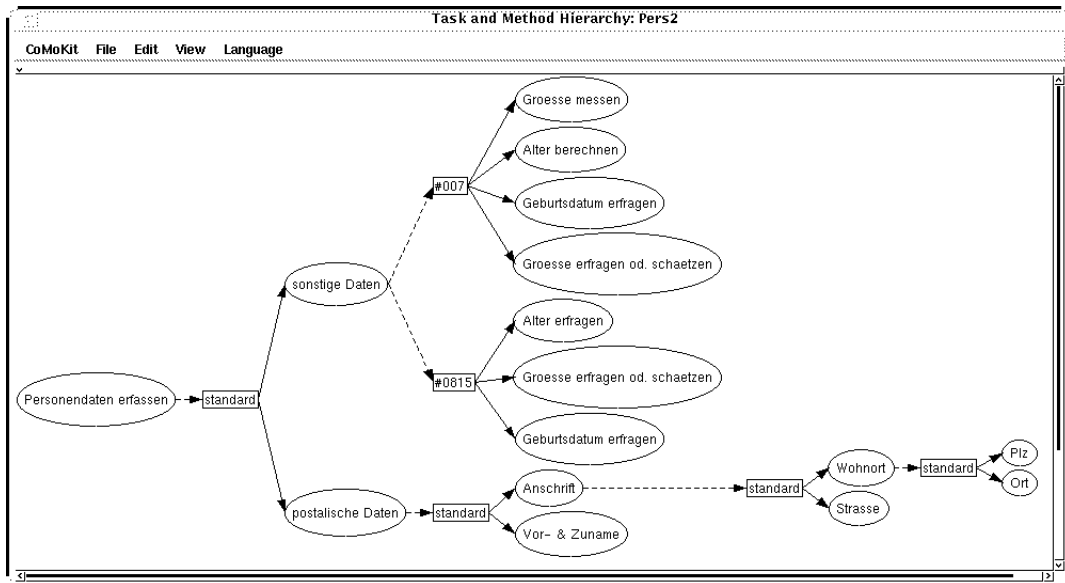 Task and Method Hierarchy: Pers2
CoMoKit File Edit View Language
Groesse messen
Alter berechnen
#007
Geburtsdatum erfragen
Groesse erfragen od. schaetzen
sonstige Daten
Alter erfragen
#0815
Groesse erfragen od. schaetzen
Personendaten erfassen
standard
Geburtsdatum erfragen
Plz
Wohnort
standard
Ort
Anschrift
standard
Strasse
postalische Daten
standard
Vor- & Zuname